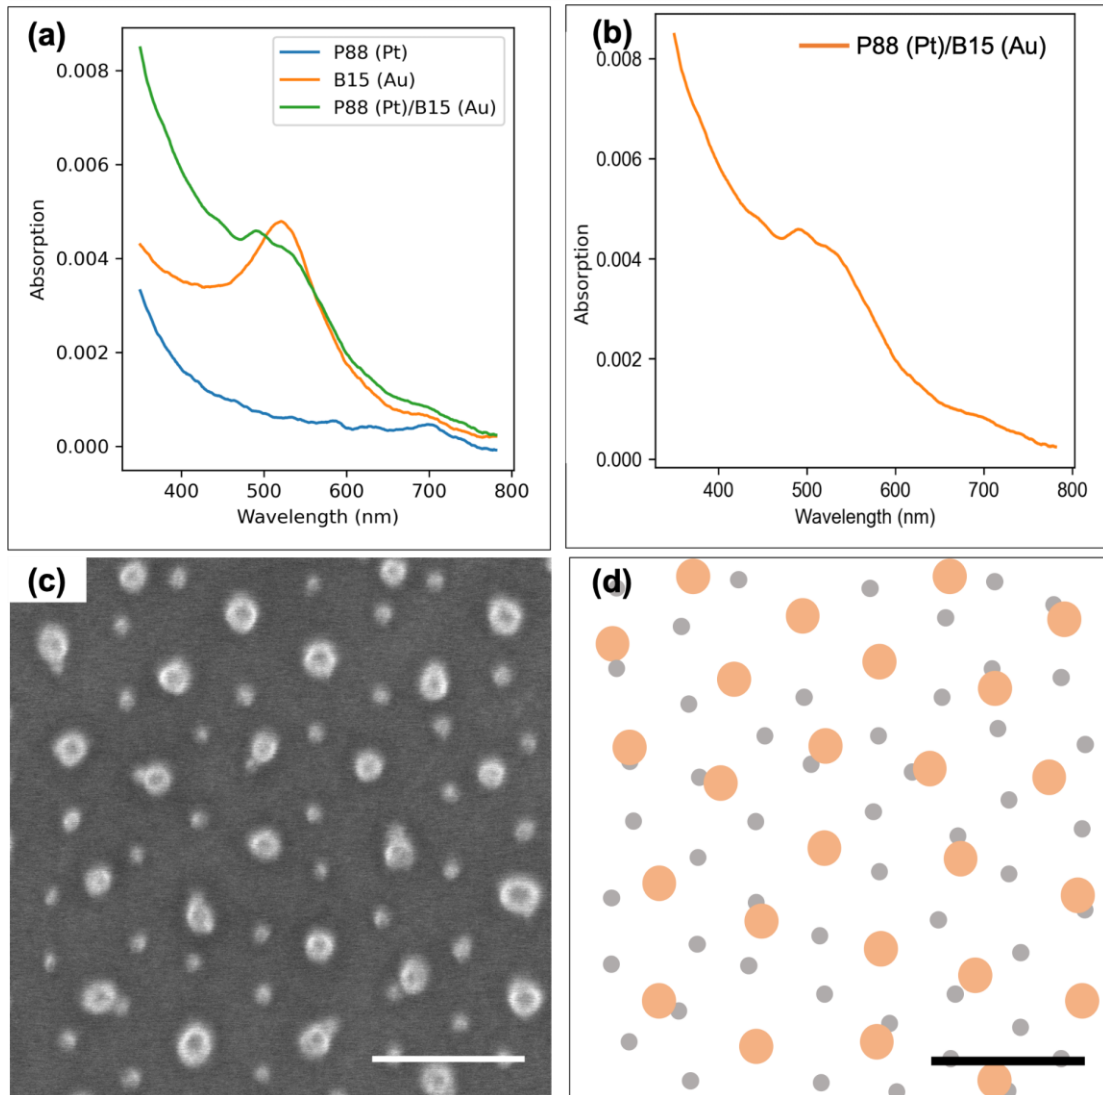 (a)
P88 (Pt)
B15 (Au)
P88 (Pt)/B15 (Au)
0.008
0.006
0.004
0.002
0.000
Absorption
400 500 600 700 800
Wavelength (nm)
(b)
P88 (Pt)/B15 (Au)
0.008
0.006
0.004
0.002
0.000
Absorption
400 500 600 700 800
Wavelength (nm)
(c)
(d)